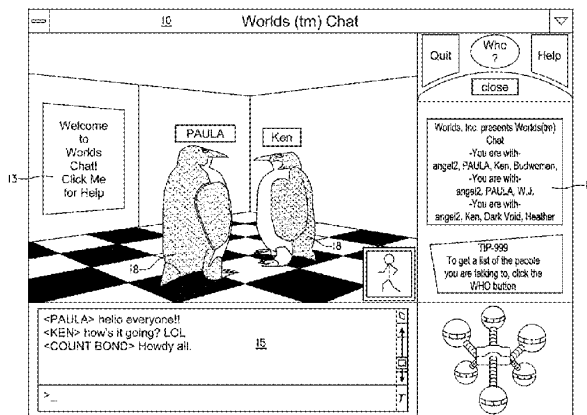 10
Worlds (tm) Chat
Quit
Who
?
Help
close
Welcome
to
Worlds
Chat!
Click Me
for Help
13
PAULA
Ken
18
18
Worlds, Inc. presents Worlds(tm)
Chat
-You are with-
angel2, PAULA, Ken, Budwomen,
-You are with-
angel2, PAULA, W.J.
-You are with-
angel2, Ken, Dark Void, Heather
TIP-999
To get a list of the people
you are talking to, click the
WHO button
<PAULA> hello everyone!!
<KEN> how's it going? LOL
<COUNT BOND> Howdy all.
15
>_
T